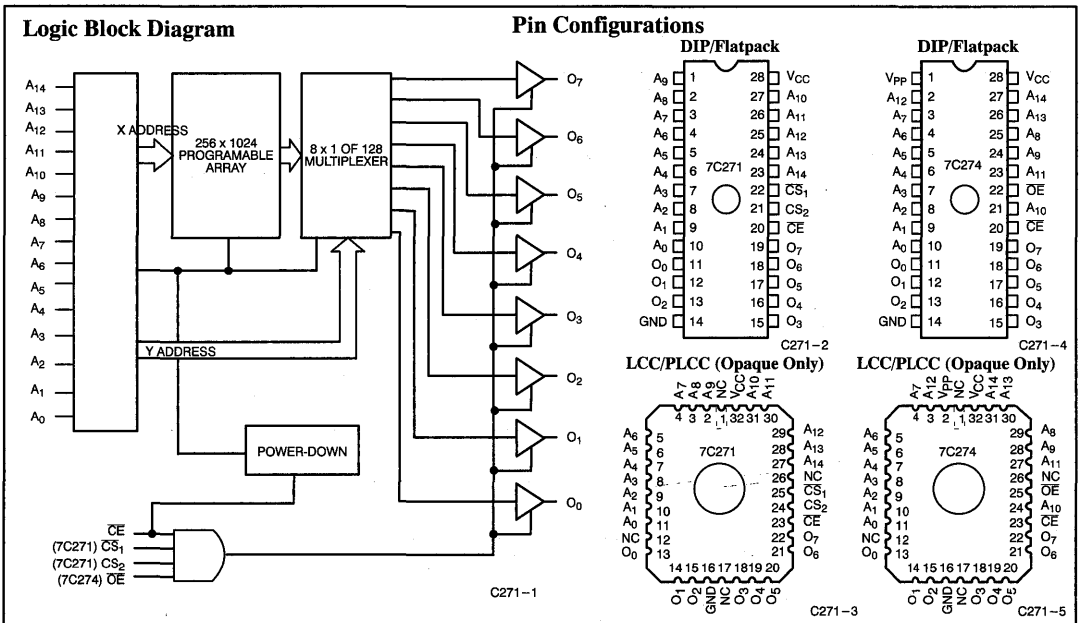 Logic Block Diagram
A14
A13
A12
A11
A10
A9
A8
A7
A6
A5
A4
A3
A2
A1
A0
X ADDRESS
256 x 1024
PROGRAMABLE
ARRAY
8 x 1 OF 128
MULTIPLEXER
Y ADDRESS
POWER-DOWN
O7
O6
O5
O4
O3
O2
O1
O0
C̅E̅
(7C271) C̅S̅1
(7C271) CS2
(7C274) O̅E̅
C271–1
Pin Configurations
DIP/Flatpack
A9 1 28 VCC
A8 2 27 A10
A7 3 26 A11
A6 4 25 A12
A5 5 24 A13
A4 6 7C271 23 A14
A3 7 22 C̅S̅1
A2 8 21 CS2
A1 9 20 C̅E̅
A0 10 19 O7
O0 11 18 O6
O1 12 17 O5
O2 13 16 O4
GND 14 15 O3
C271–2
DIP/Flatpack
VPP 1 28 VCC
A12 2 27 A14
A7 3 26 A13
A6 4 25 A8
A5 5 24 A9
A4 6 7C274 23 A11
A3 7 22 O̅E̅
A2 8 21 A10
A1 9 20 C̅E̅
A0 10 19 O7
O0 11 18 O6
O1 12 17 O5
O2 13 16 O4
GND 14 15 O3
C271–4
LCC/PLCC (Opaque Only)
A7 A8 A9 NC VCC A10 A11
4 3 2 1 32 31 30
A6 5 29 A12
A5 6 7C271 28 A13
A4 7 27 A14
A3 8 26 NC
A2 9 25 C̅S̅1
A1 10 24 CS2
A0 11 23 C̅E̅
NC 12 22 O7
O0 13 21 O6
14 15 16 17 18 19 20
O1 O2 GND NC O3 O4 O5
C271–3
LCC/PLCC (Opaque Only)
A7 A12 VPP NC VCC A14 A13
4 3 2 1 32 31 30
A6 5 29 A8
A5 6 7C274 28 A9
A4 7 27 A11
A3 8 26 NC
A2 9 25 O̅E̅
A1 10 24 A10
A0 11 23 C̅E̅
NC 12 22 O7
O0 13 21 O6
14 15 16 17 18 19 20
O1 O2 GND NC O3 O4 O5
C271–5